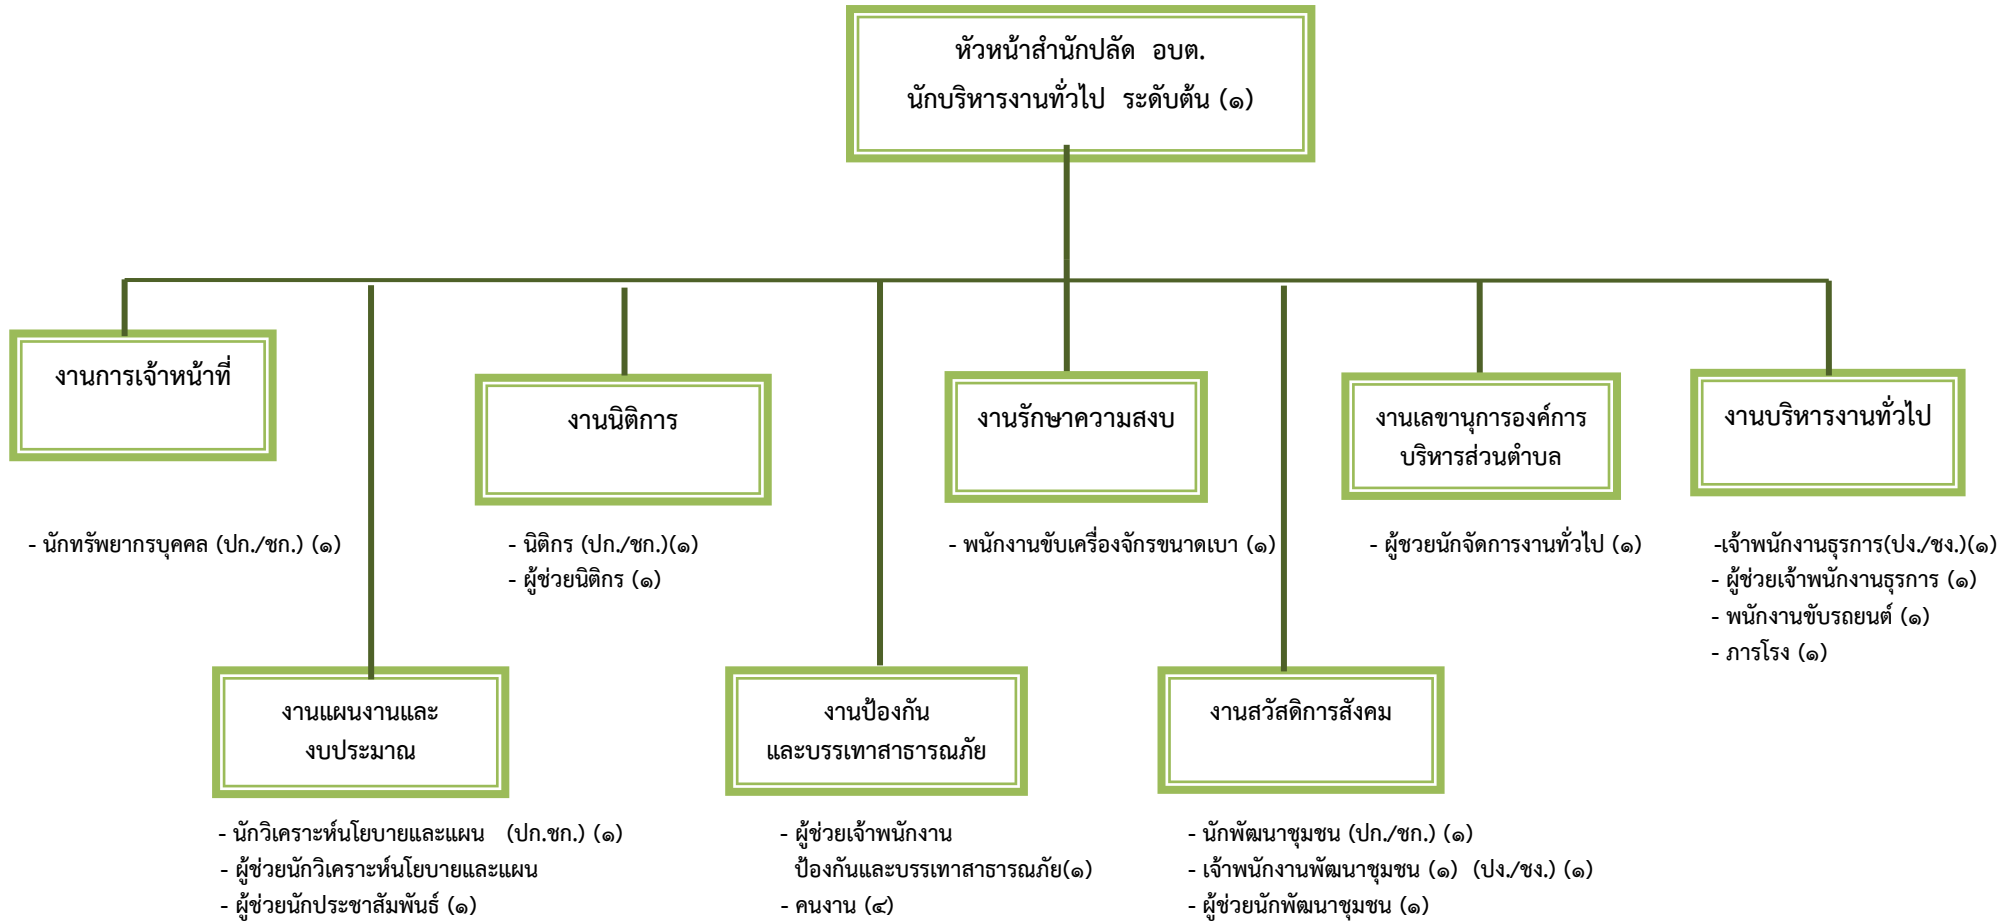 หัวหน้าสำนักปลัด อบต.
นักบริหารงานทั่วไป ระดับต้น (๑)
งานการเจ้าหน้าที่
- นักทรัพยากรบุคคล (ปก./ชก.) (๑)
งานนิติการ
- นิติกร (ปก./ชก.)(๑)
- ผู้ช่วยนิติกร (๑)
งานรักษาความสงบ
- พนักงานขับเครื่องจักรขนาดเบา (๑)
งานเลขานุการองค์การ
บริหารส่วนตำบล
- ผู้ชวยนักจัดการงานทั่วไป (๑)
งานบริหารงานทั่วไป
-เจ้าพนักงานธุรการ(ปง./ชง.)(๑)
- ผู้ช่วยเจ้าพนักงานธุรการ (๑)
- พนักงานขับรถยนต์ (๑)
- ภารโรง (๑)
งานแผนงานและ
งบประมาณ
- นักวิเคราะห์นโยบายและแผน (ปก.ชก.) (๑)
- ผู้ช่วยนักวิเคราะห์นโยบายและแผน
- ผู้ช่วยนักประชาสัมพันธ์ (๑)
งานป้องกัน
และบรรเทาสาธารณภัย
- ผู้ช่วยเจ้าพนักงาน
ป้องกันและบรรเทาสาธารณภัย(๑)
- คนงาน (๔)
งานสวัสดิการสังคม
- นักพัฒนาชุมชน (ปก./ชก.) (๑)
- เจ้าพนักงานพัฒนาชุมชน (๑) (ปง./ชง.) (๑)
- ผู้ช่วยนักพัฒนาชุมชน (๑)